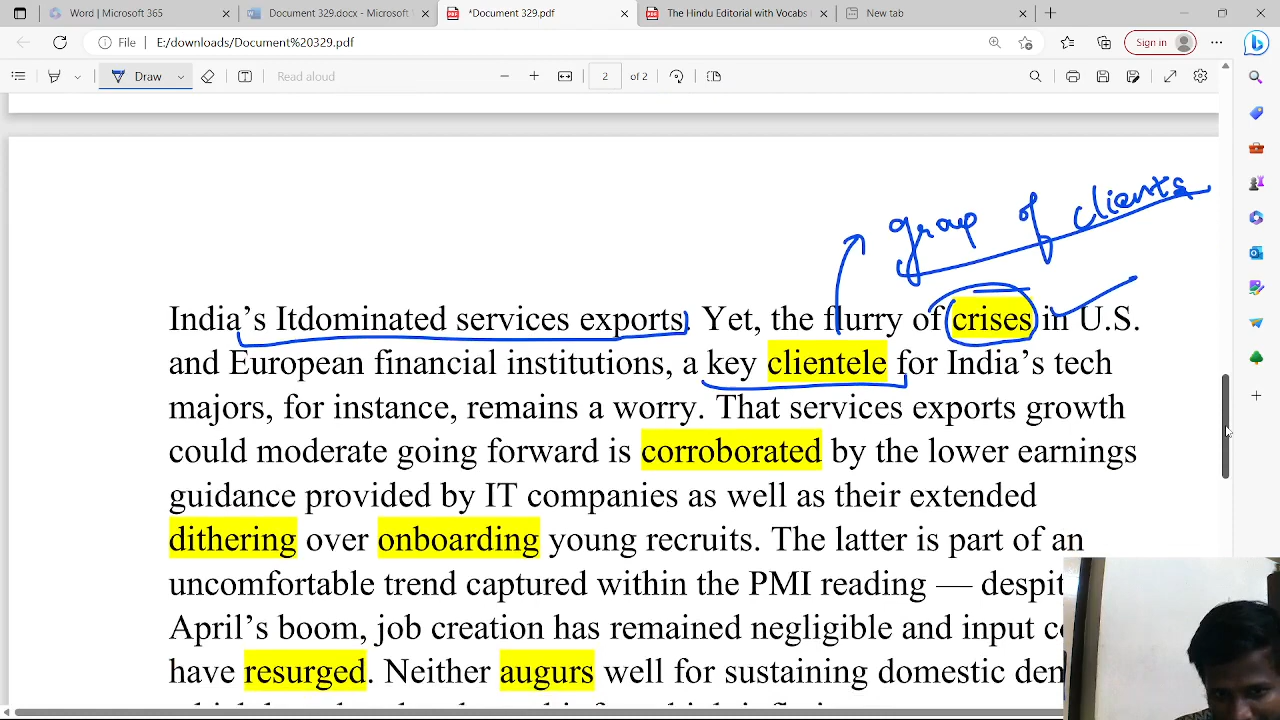 Word | Microsoft 365
Document 329.docx - Microsoft
*Document 329.pdf
The Hindu Editorial with Vocabs
New tab
File
E:/downloads/Document%20329.pdf
Sign in
Draw
Read aloud
2 of 2
group of clients
India's Itdominated services exports. Yet, the flurry of crises in U.S.
and European financial institutions, a key clientele for India's tech
majors, for instance, remains a worry. That services exports growth
could moderate going forward is corroborated by the lower earnings
guidance provided by IT companies as well as their extended
dithering over onboarding young recruits. The latter is part of an
uncomfortable trend captured within the PMI reading — despit
April's boom, job creation has remained negligible and input co
have resurged. Neither augurs well for sustaining domestic den